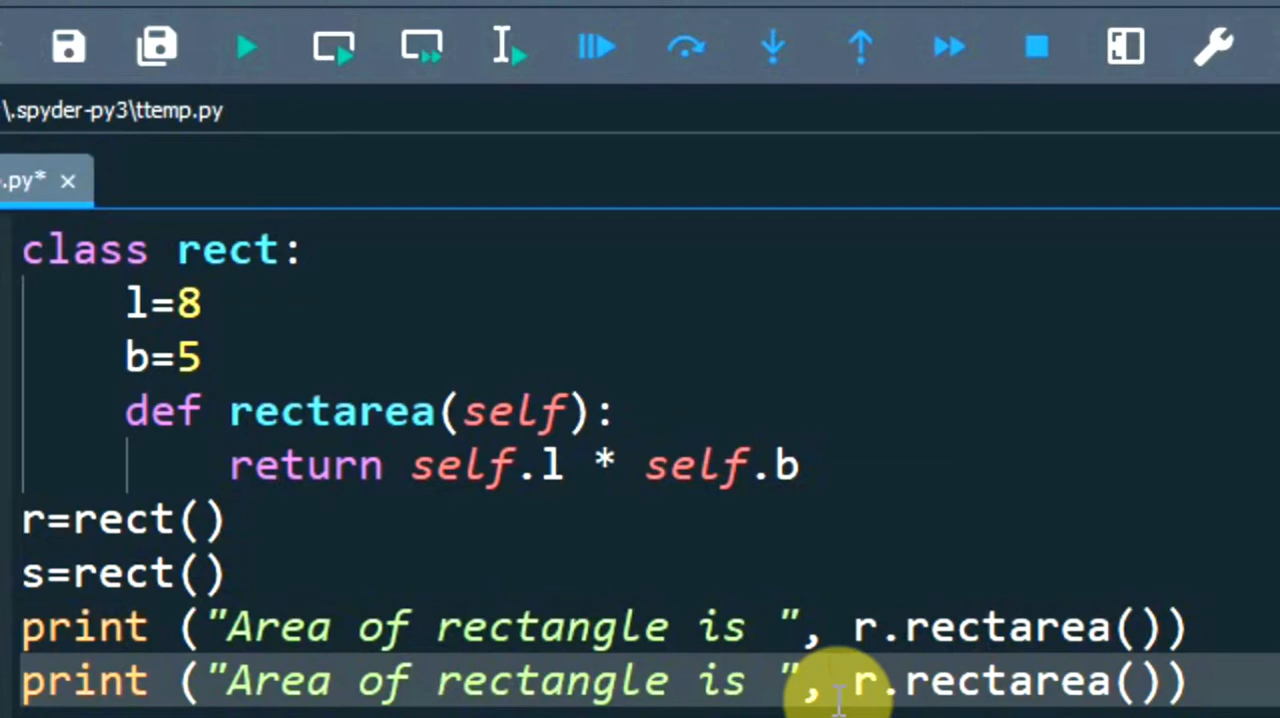 \.spyder-py3\ttemp.py
.py* ×
class rect:
    l=8
    b=5
    def rectarea(self):
        return self.l * self.b
r=rect()
s=rect()
print ("Area of rectangle is ", r.rectarea())
print ("Area of rectangle is ", r.rectarea())